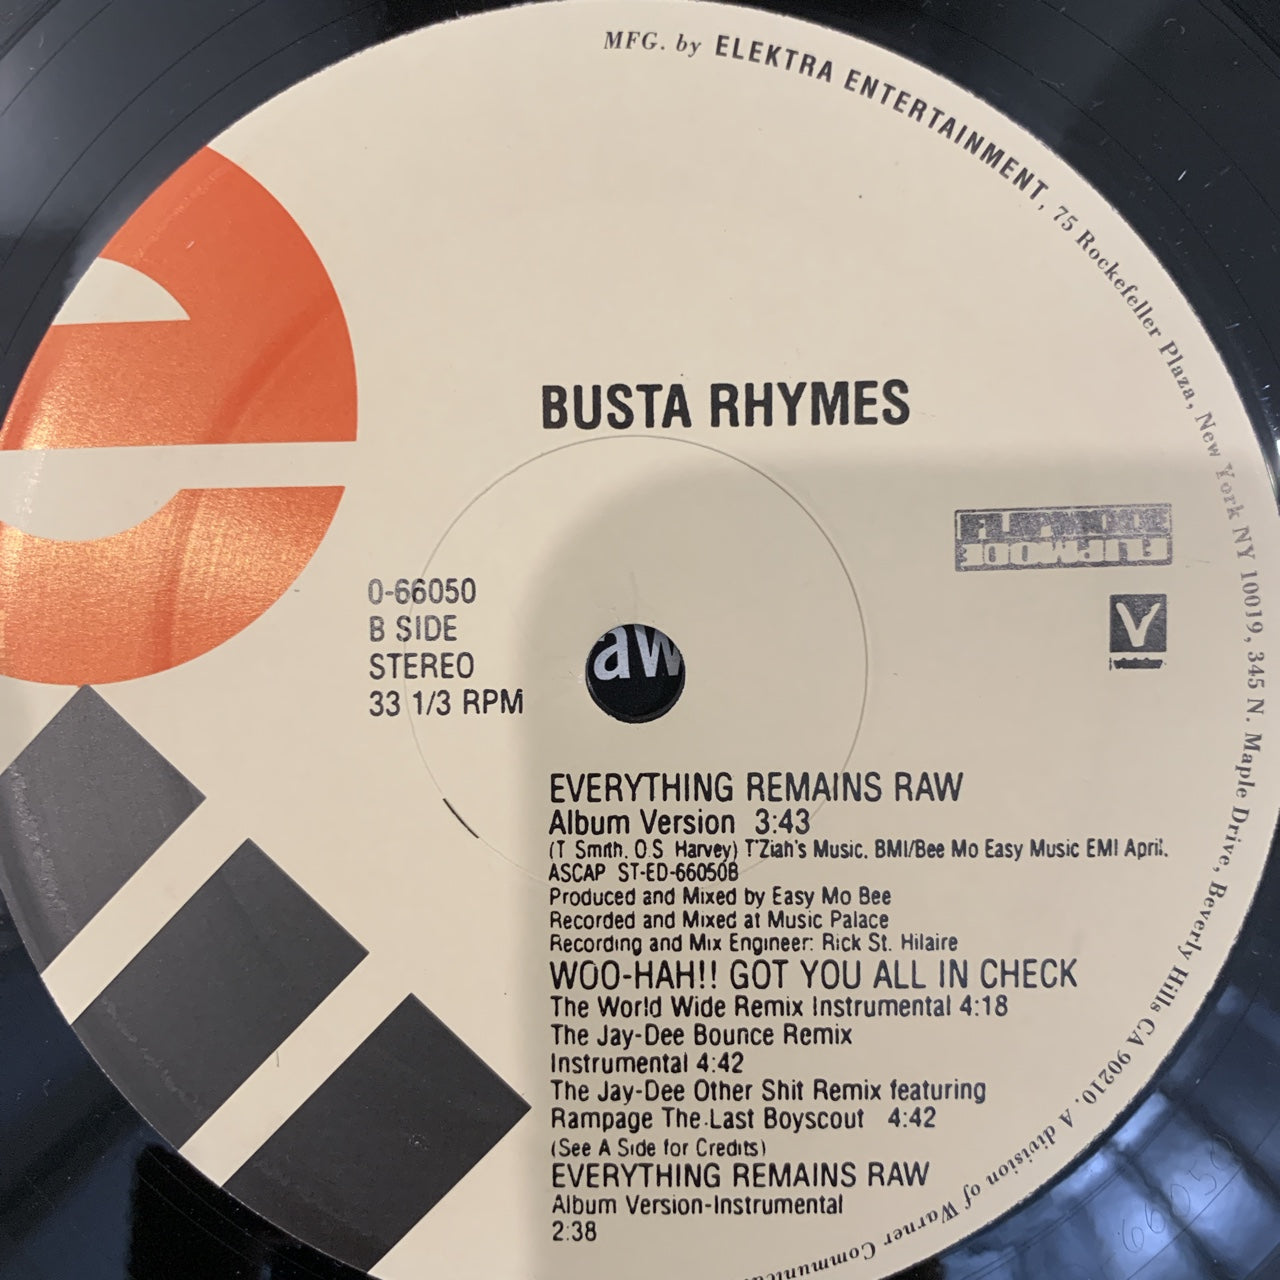 MFG. by ELEKTRA ENTERTAINMENT, 75 Rockefeller Plaza, New York NY 10019, 345 N. Maple Drive, Beverly Hills CA 90210. A division of Warner
e
BUSTA RHYMES
FLIPMODE
FLIPMODE
V
0-66050
B SIDE
STEREO
33 1/3 RPM
aw
EVERYTHING REMAINS RAW
Album Version 3:43
(T. Smith, O.S. Harvey) T'Ziah's Music, BMI/Bee Mo Easy Music EMI April,
ASCAP ST-ED-66050B
Produced and Mixed by Easy Mo Bee
Recorded and Mixed at Music Palace
Recording and Mix Engineer: Rick St. Hilaire
WOO-HAH!! GOT YOU ALL IN CHECK
The World Wide Remix Instrumental 4:18
The Jay-Dee Bounce Remix
Instrumental 4:42
The Jay-Dee Other Shit Remix featuring
Rampage The Last Boyscout 4:42
(See A Side for Credits)
EVERYTHING REMAINS RAW
Album Version-Instrumental
2:38